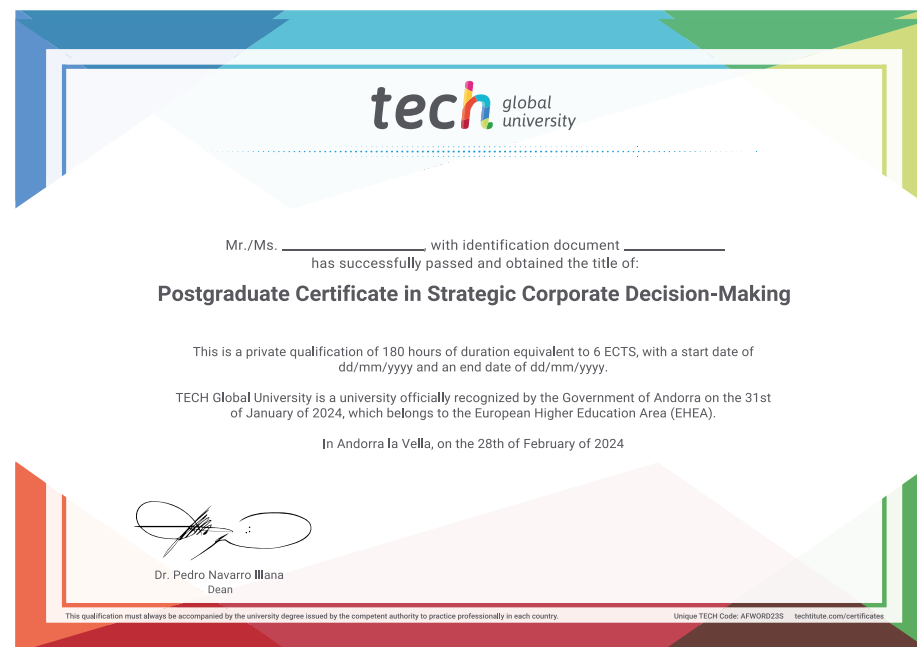 tech global university
Mr./Ms. ____________________, with identification document ______________
has successfully passed and obtained the title of:
Postgraduate Certificate in Strategic Corporate Decision-Making
This is a private qualification of 180 hours of duration equivalent to 6 ECTS, with a start date of
dd/mm/yyyy and an end date of dd/mm/yyyy.
TECH Global University is a university officially recognized by the Government of Andorra on the 31st
of January of 2024, which belongs to the European Higher Education Area (EHEA).
In Andorra la Vella, on the 28th of February of 2024
Dr. Pedro Navarro Illana
Dean
This qualification must always be accompanied by the university degree issued by the competent authority to practice professionally in each country.
Unique TECH Code: AFWORD23S techtitute.com/certificates